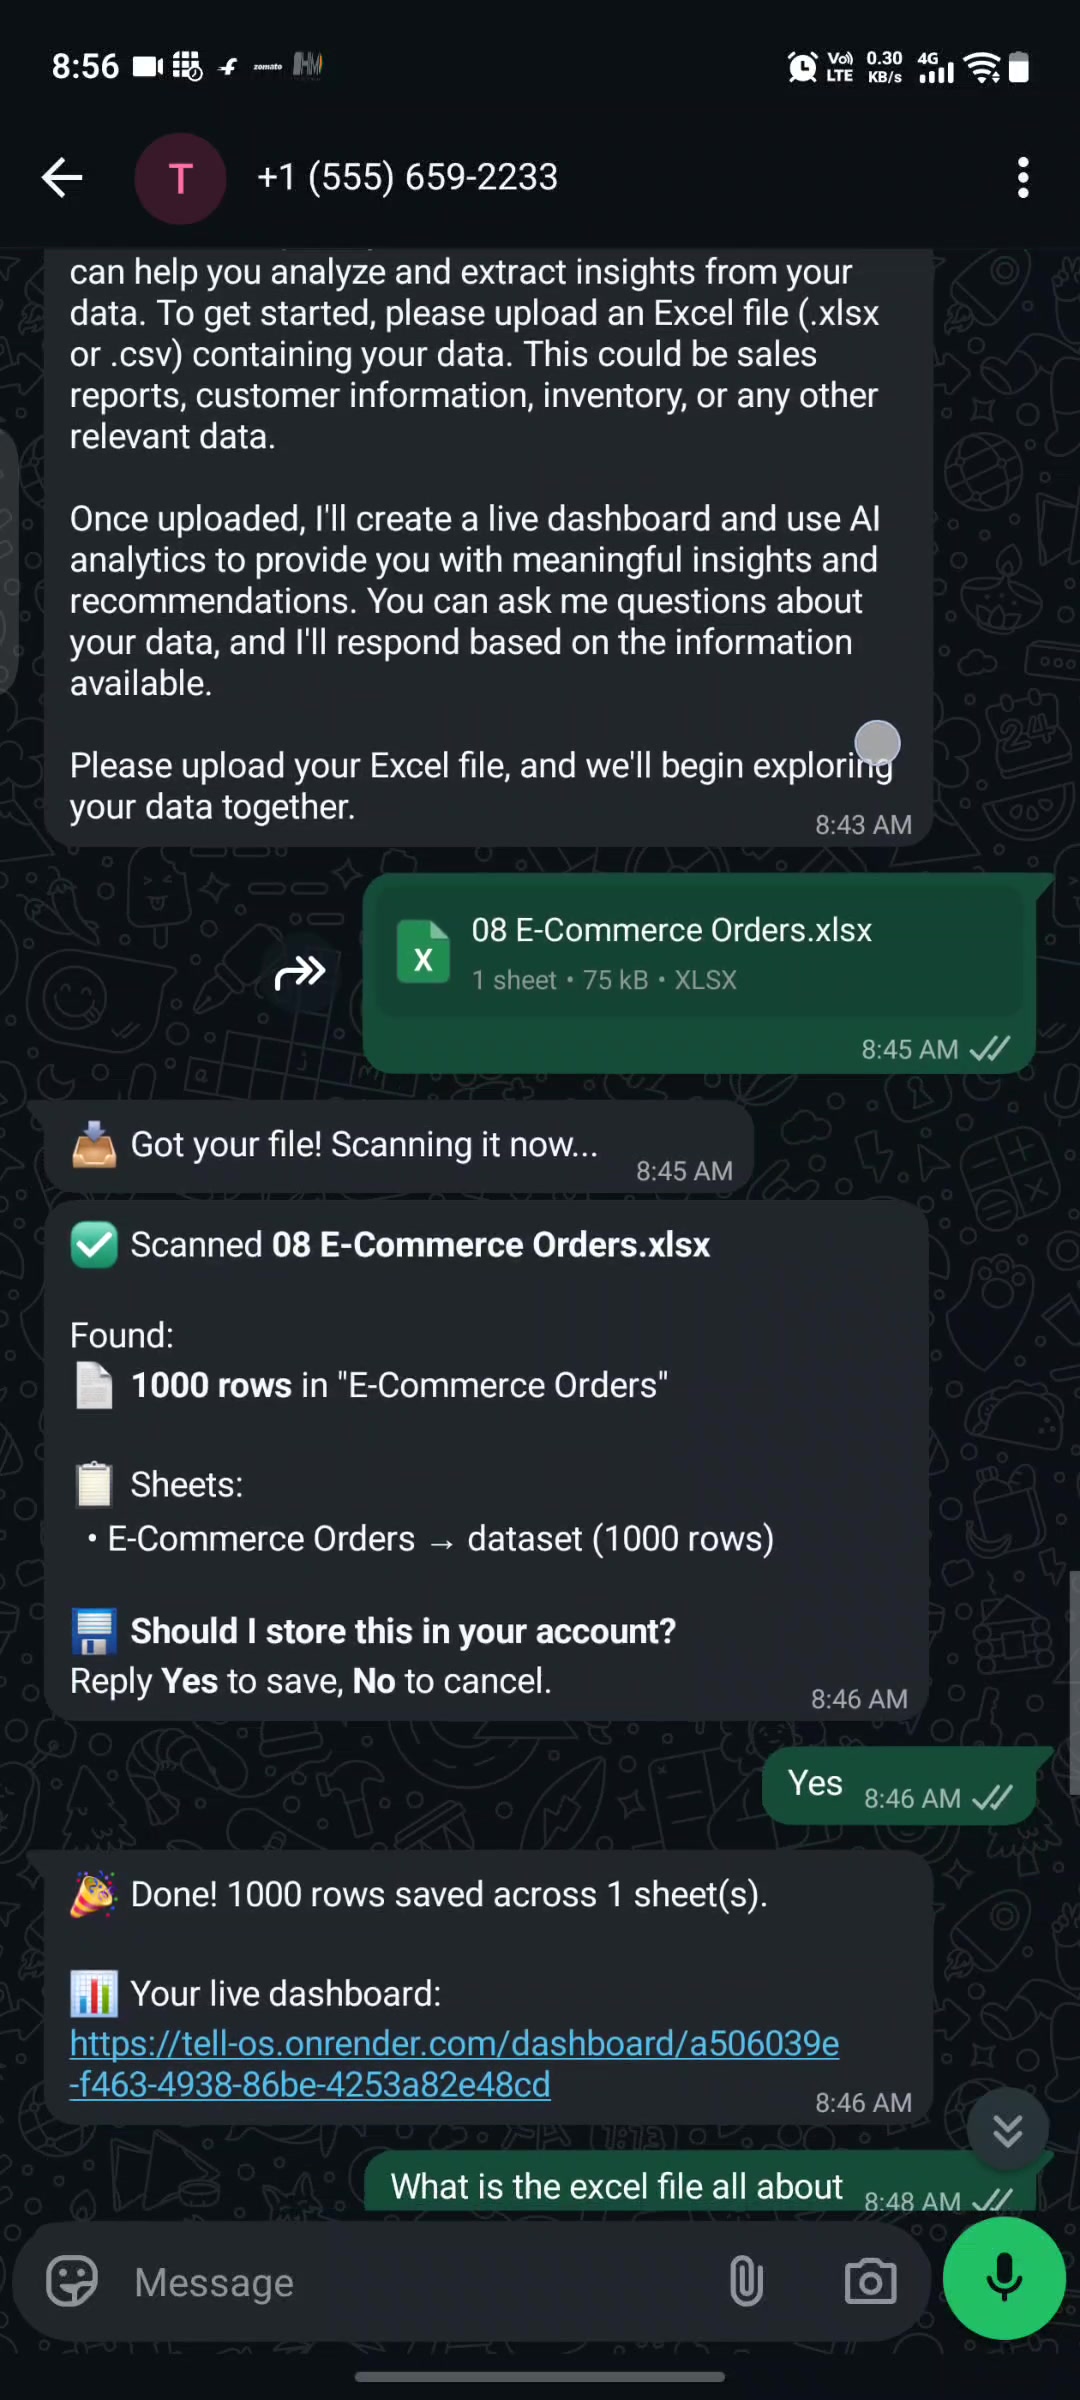 8:56
zomato
Vo)
LTE
0.30
KB/s
4G
T
+1 (555) 659-2233
can help you analyze and extract insights from your
data. To get started, please upload an Excel file (.xlsx
or .csv) containing your data. This could be sales
reports, customer information, inventory, or any other
relevant data.
Once uploaded, I'll create a live dashboard and use AI
analytics to provide you with meaningful insights and
recommendations. You can ask me questions about
your data, and I'll respond based on the information
available.
Please upload your Excel file, and we'll begin exploring
your data together.
8:43 AM
X
08 E-Commerce Orders.xlsx
1 sheet • 75 kB • XLSX
8:45 AM
Got your file! Scanning it now...
8:45 AM
Scanned 08 E-Commerce Orders.xlsx
Found:
1000 rows in "E-Commerce Orders"
Sheets:
• E-Commerce Orders → dataset (1000 rows)
Should I store this in your account?
Reply Yes to save, No to cancel.
8:46 AM
Yes
8:46 AM
Done! 1000 rows saved across 1 sheet(s).
Your live dashboard:
https://tell-os.onrender.com/dashboard/a506039e
-f463-4938-86be-4253a82e48cd
8:46 AM
What is the excel file all about
8:48 AM
Message